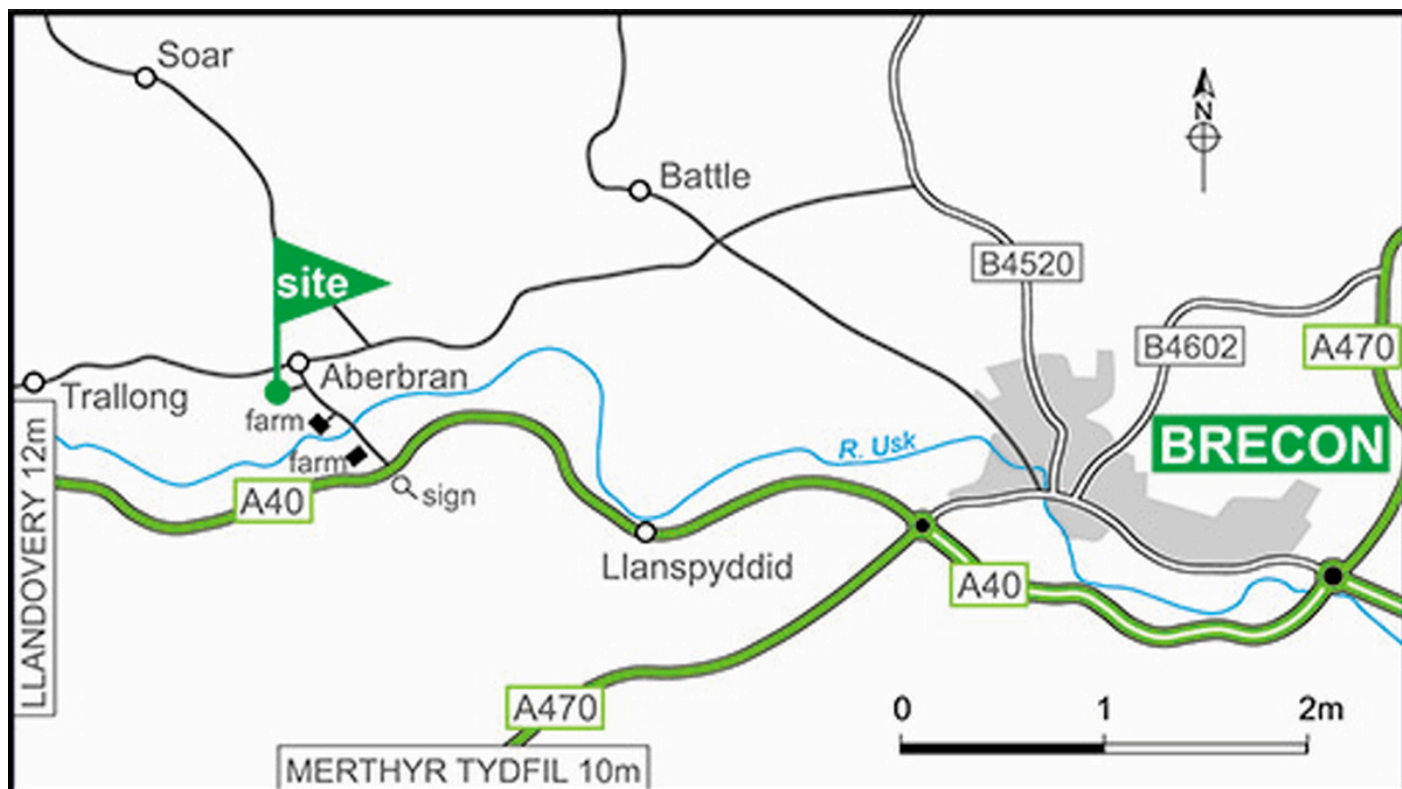 Soar
N
Battle
B4520
site
B4602
A470
Aberbran
Trallong
farm
BRECON
R. Usk
farm
sign
A40
LLANDOVERY 12m
Llanspyddid
A40
A470
0 1 2m
MERTHYR TYDFIL 10m